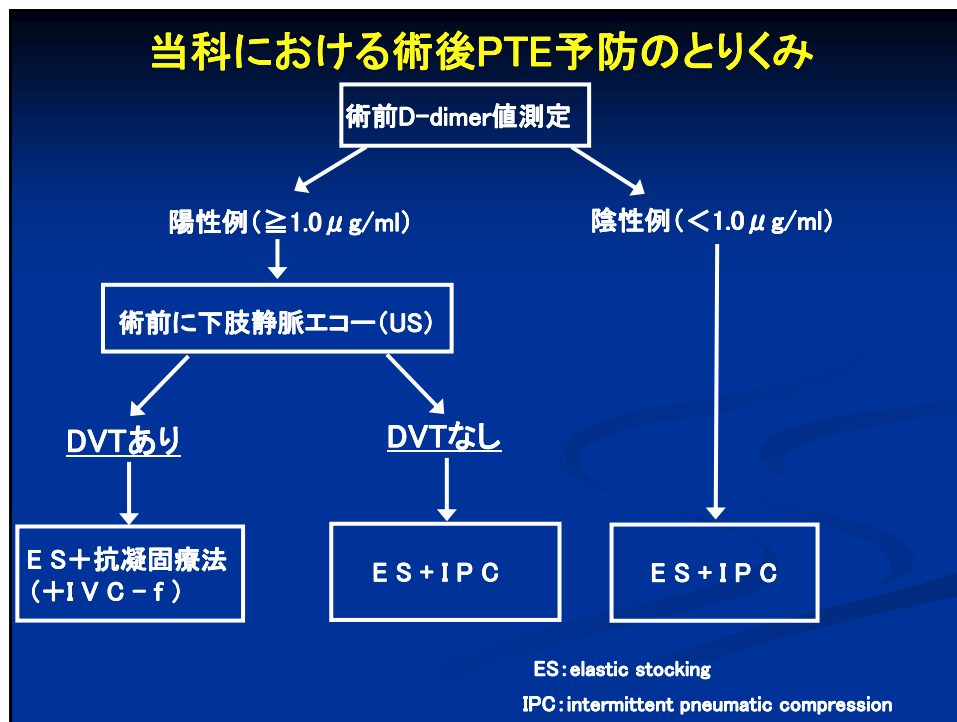 当科における術後PTE予防のとりくみ
術前D-dimer値測定
陽性例(≧1.0μg/ml)
陰性例(<1.0μg/ml)
術前に下肢静脈エコー(US)
DVTあり
DVTなし
ES+抗凝固療法
(+IVC-f)
ES+IPC
ES+IPC
ES:elastic stocking
IPC:intermittent pneumatic compression